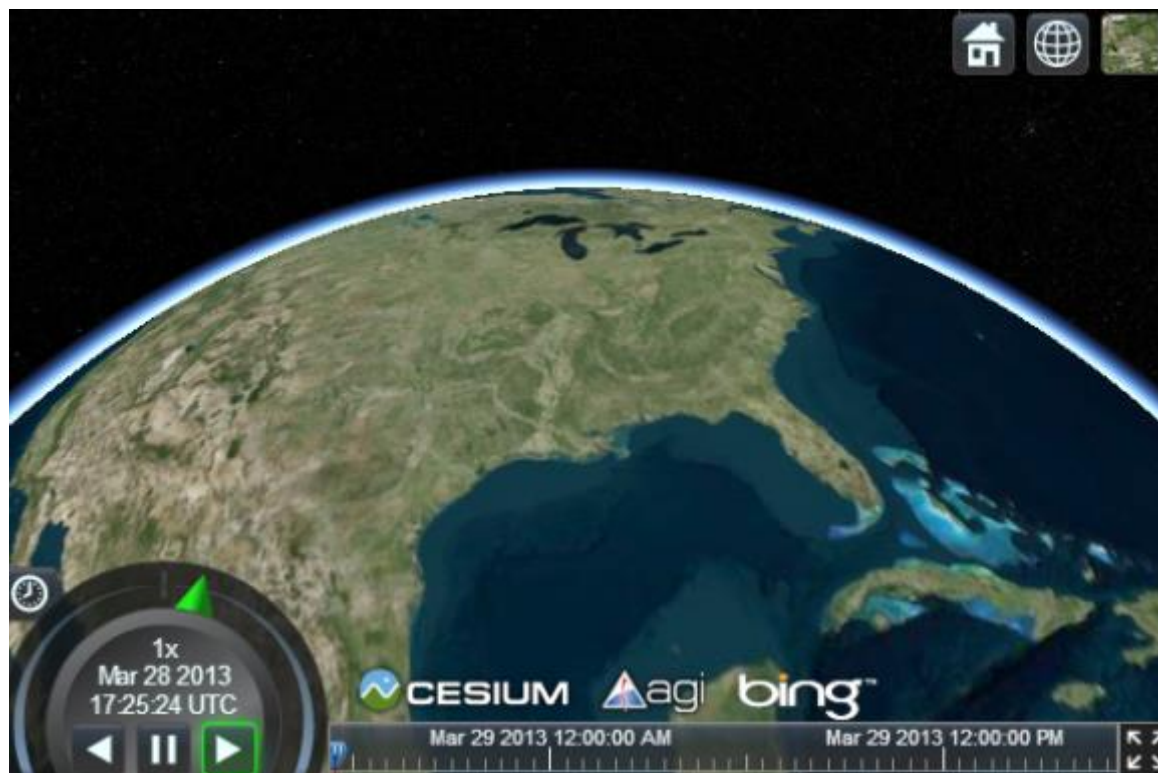 1x
Mar 28 2013
17:25:24 UTC
CESIUM agi bing™
Mar 29 2013 12:00:00 AM Mar 29 2013 12:00:00 PM